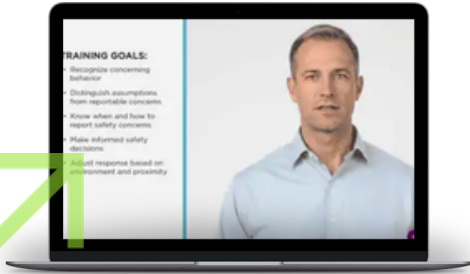 TRAINING GOALS:
• Recognize concerning
behavior
• Distinguish assumptions
from reportable concerns
• Know when and how to
report safety concerns
• Make informed safety
decisions
• Adjust response based on
environment and proximity